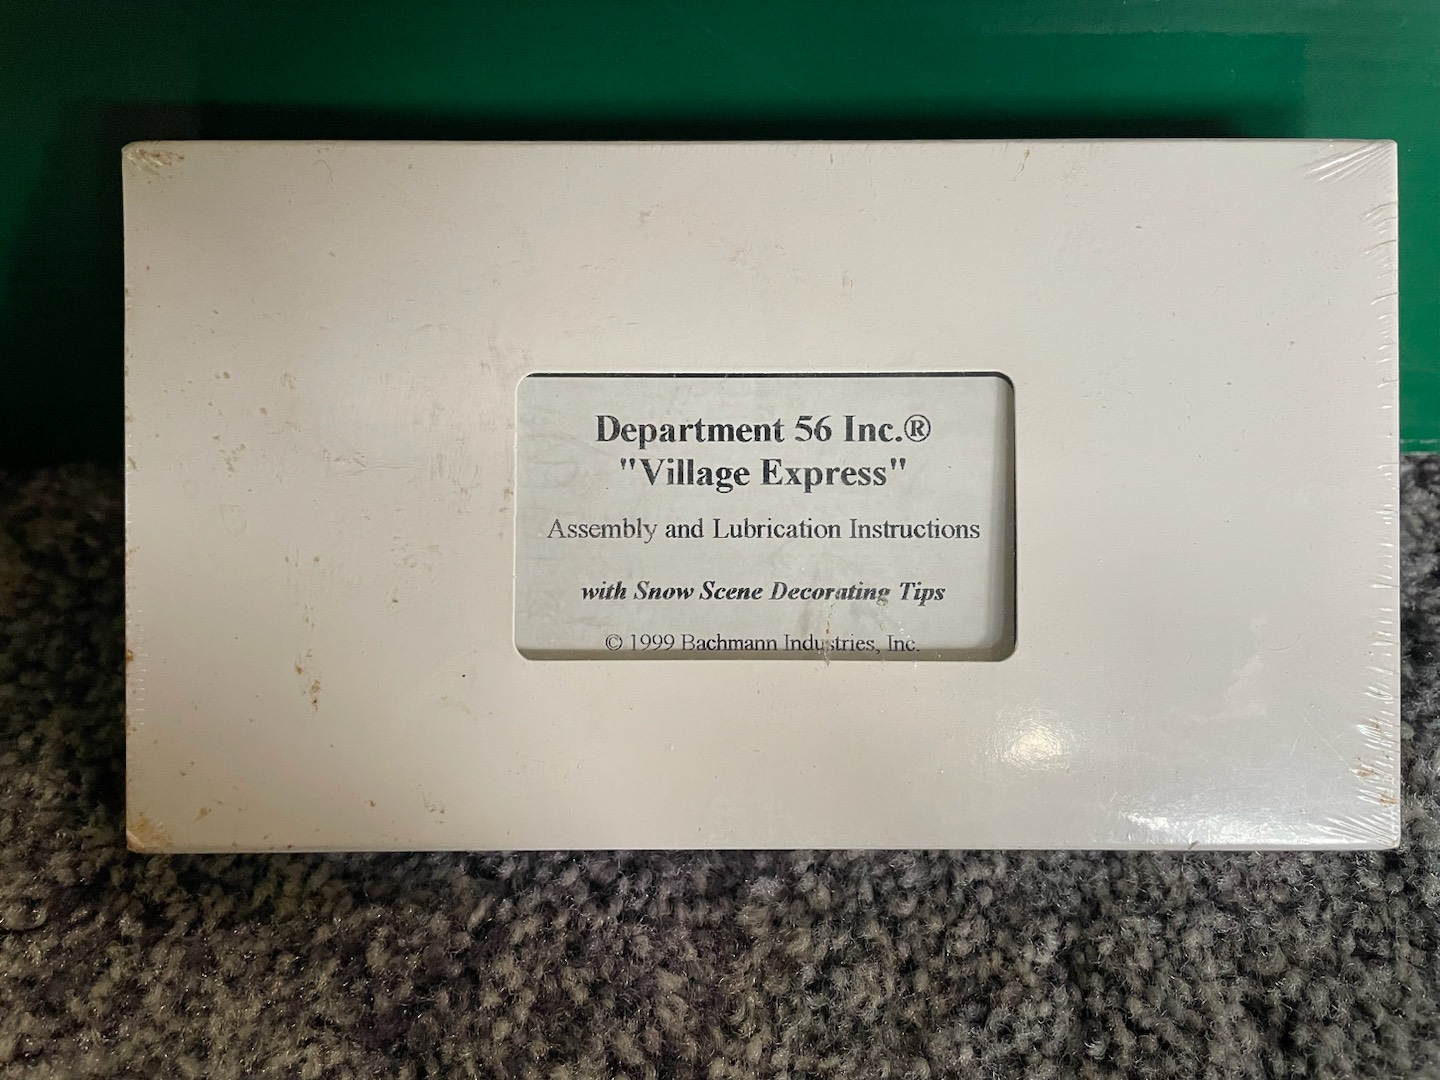 Department 56 Inc.®
"Village Express"
Assembly and Lubrication Instructions
with Snow Scene Decorating Tips
© 1999 Bachmann Industries, Inc.